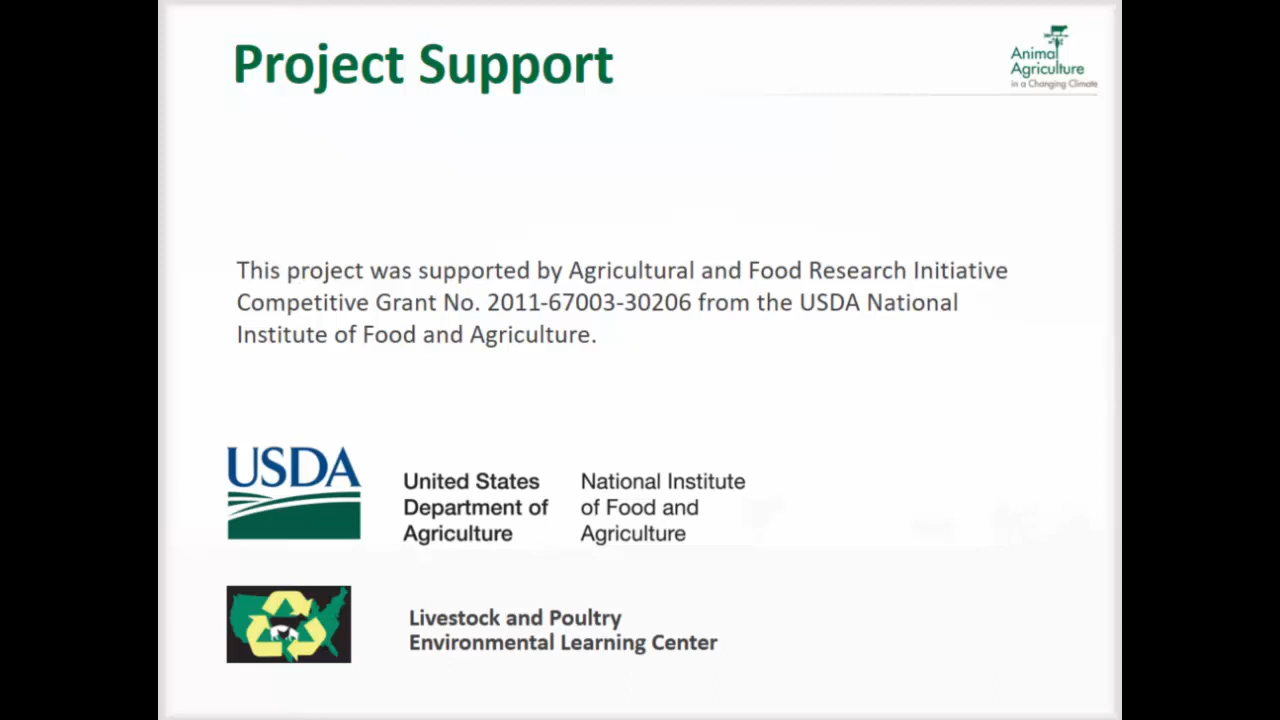 Project Support
Animal
Agriculture
in a Changing Climate
This project was supported by Agricultural and Food Research Initiative
Competitive Grant No. 2011-67003-30206 from the USDA National
Institute of Food and Agriculture.
USDA
United States
Department of
Agriculture
National Institute
of Food and
Agriculture
Livestock and Poultry
Environmental Learning Center